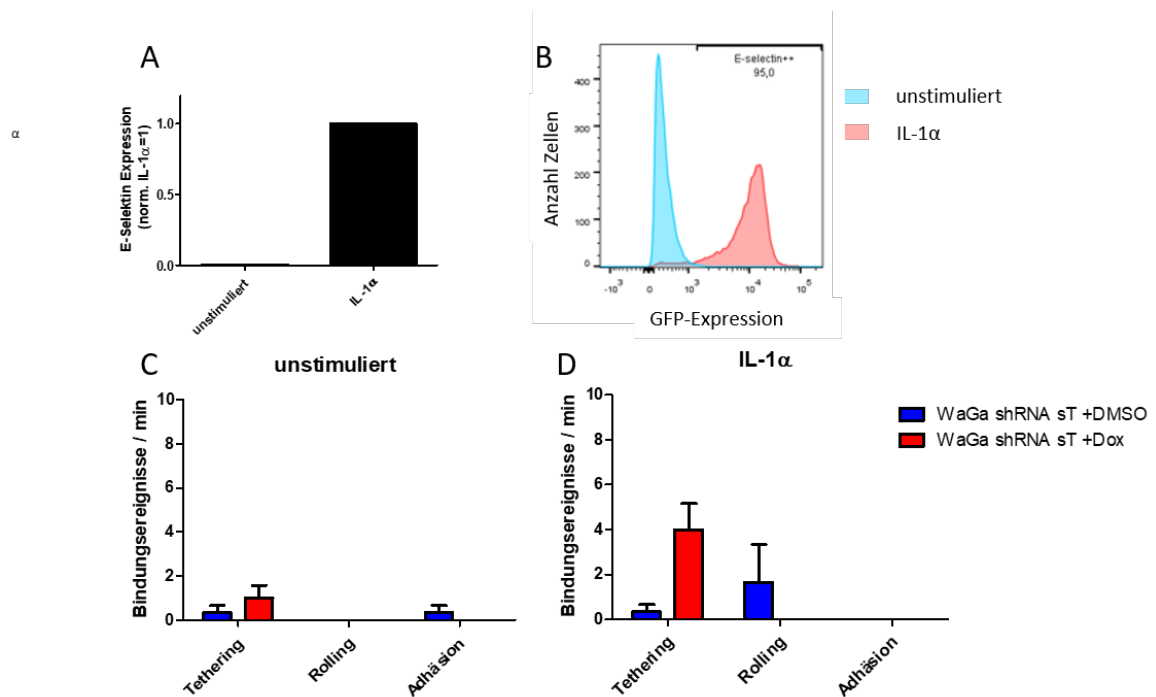 α
A
E-Selektin Expression
(norm. IL-1α=1)
1.0
0.5
0.0
unstimuliert
IL-1α
B
E-selectin++
95,0
Anzahl Zellen
400
300
200
100
0
-10³
0
10³
10⁴
10⁵
GFP-Expression
unstimuliert
IL-1α
C
unstimuliert
Bindungsereignisse / min
10
8
6
4
2
0
Tethering
Rolling
Adhäsion
D
IL-1α
Bindungsereignisse / min
10
8
6
4
2
0
Tethering
Rolling
Adhäsion
WaGa shRNA sT +DMSO
WaGa shRNA sT +Dox